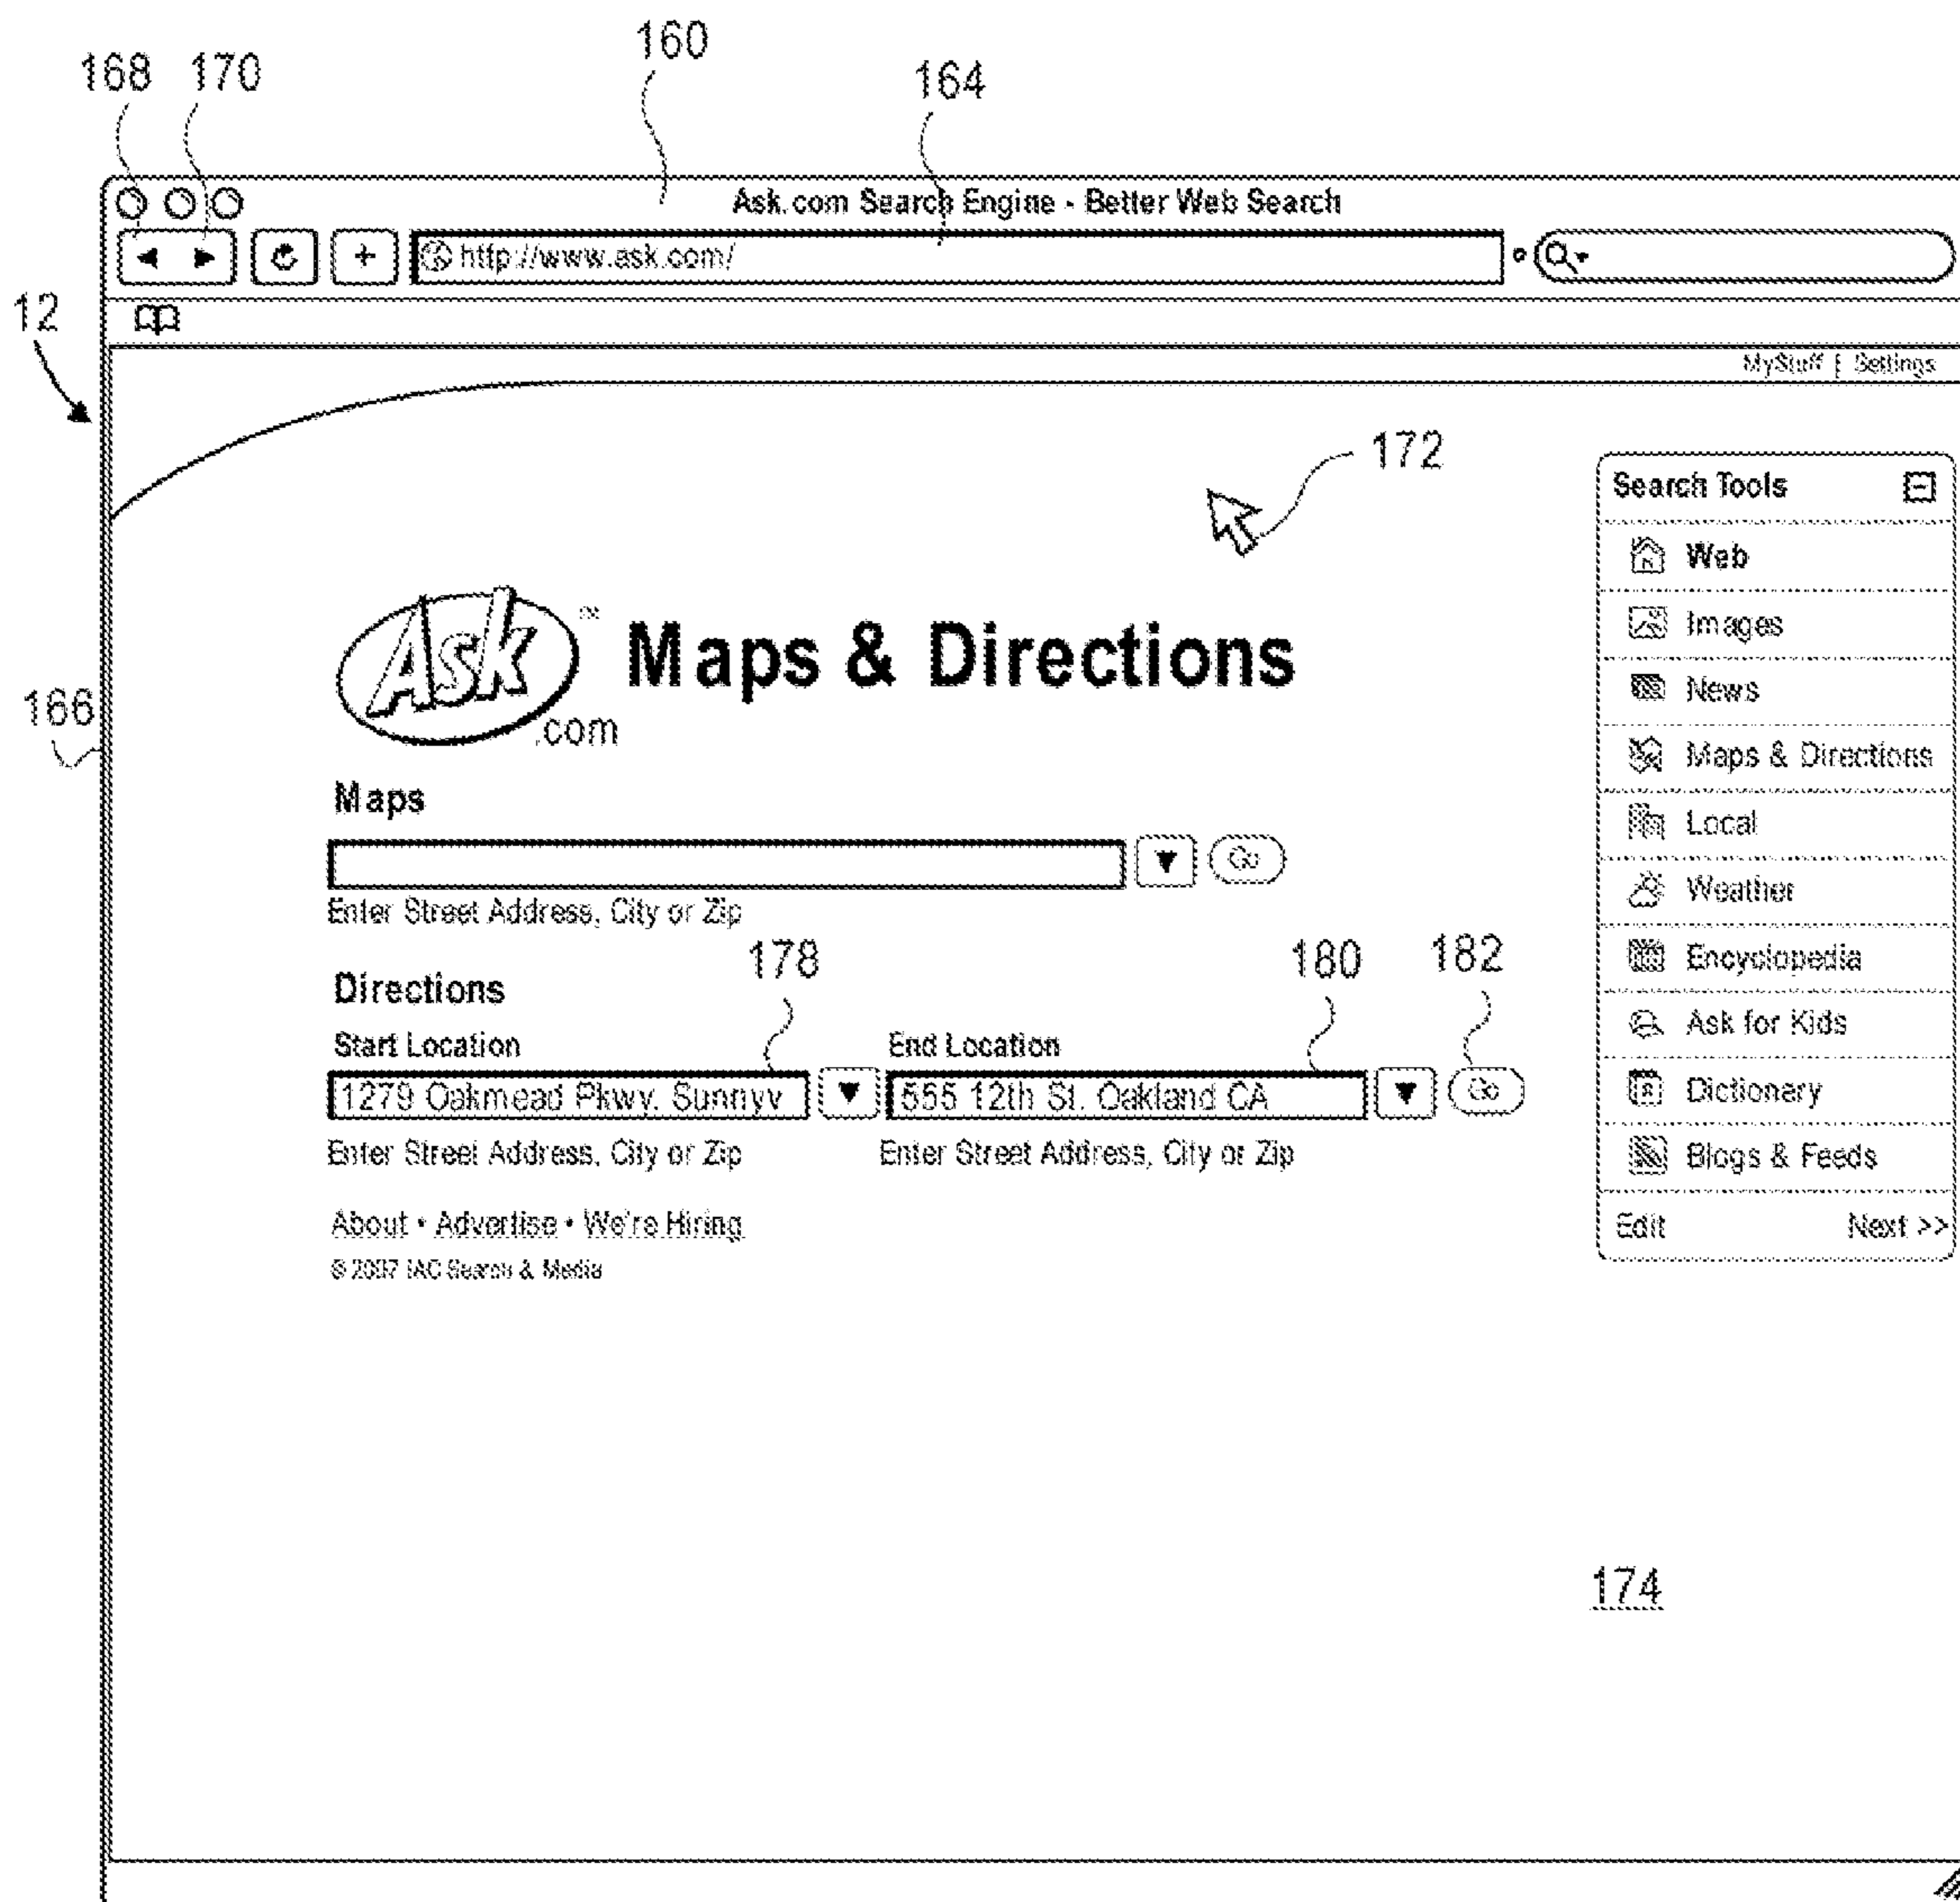 160
168 170
164
Ask.com Search Engine - Better Web Search
http://www.ask.com/
12
MyStuff | Settings
172
Search Tools
Web
Images
News
Maps & Directions
Local
Weather
Encyclopedia
Ask for Kids
Dictionary
Blogs & Feeds
Edit Next >>
Ask™ .com
Maps & Directions
166
Maps
Go
Enter Street Address, City or Zip
178 180 182
Directions
Start Location End Location
1279 Oakmead Pkwy. Sunnyv 555 12th St. Oakland CA Go
Enter Street Address, City or Zip Enter Street Address, City or Zip
About • Advertise • We're Hiring
© 2007 IAC Search & Media
174